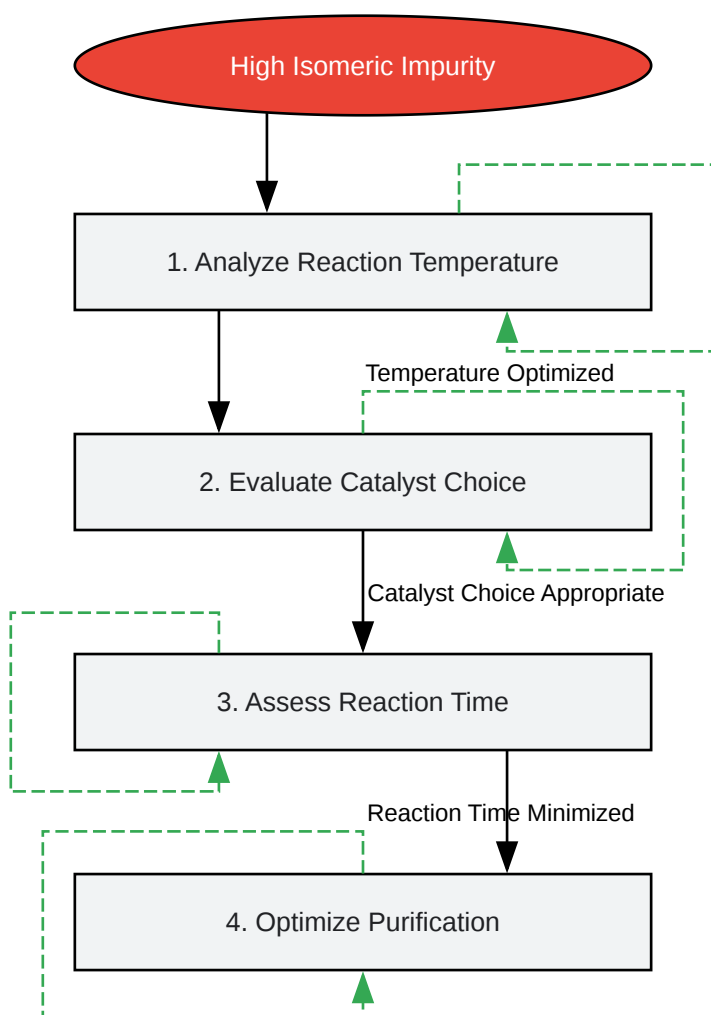 High Isomeric Impurity
1. Analyze Reaction Temperature
Temperature Optimized
2. Evaluate Catalyst Choice
Catalyst Choice Appropriate
3. Assess Reaction Time
Reaction Time Minimized
4. Optimize Purification